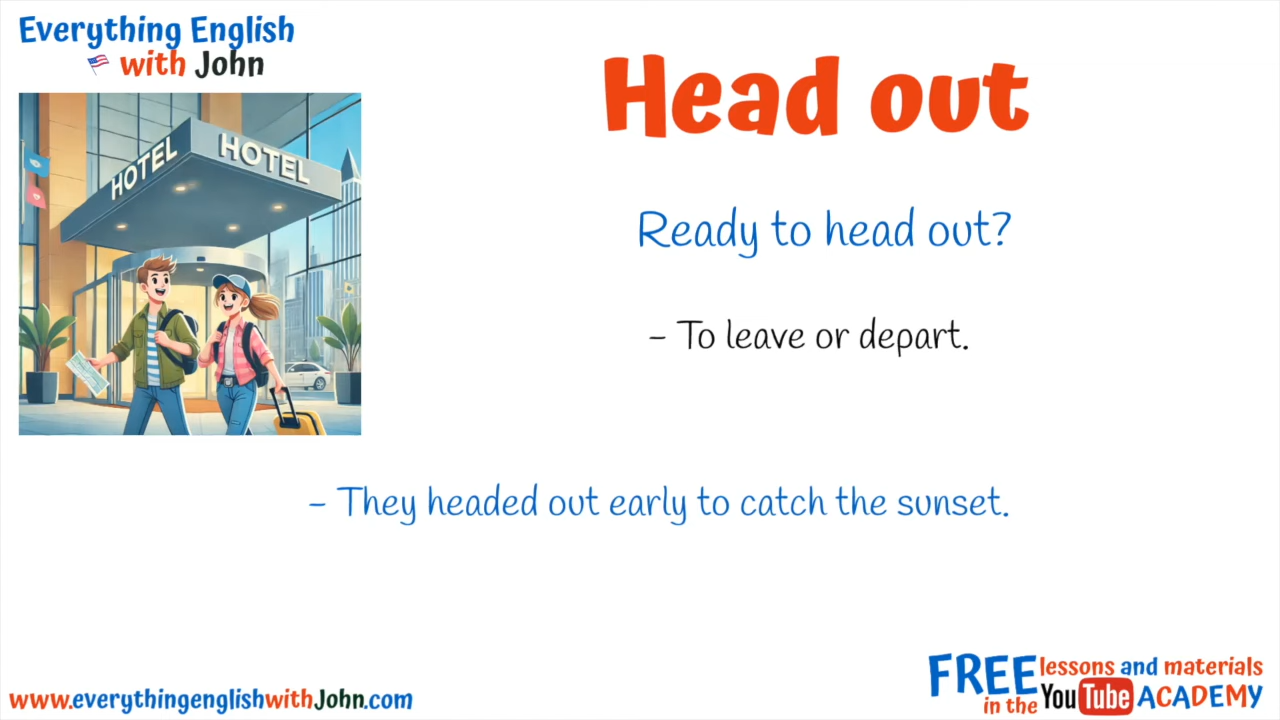 Everything English
with John
HOTEL HOTEL
Head out
Ready to head out?
- To leave or depart.
- They headed out early to catch the sunset.
www.everythingenglishwithJohn.com
FREE lessons and materials
in the YouTube ACADEMY